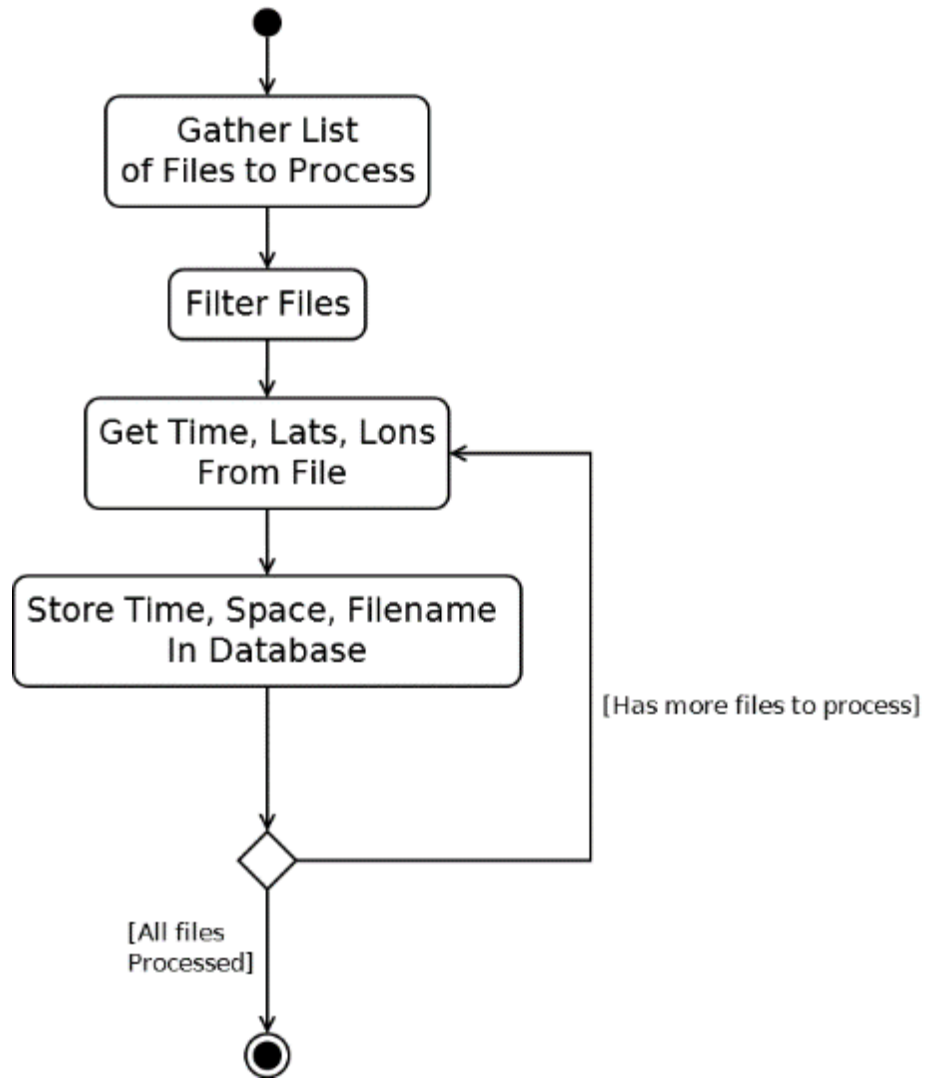 Gather List
of Files to Process
Filter Files
Get Time, Lats, Lons
From File
Store Time, Space, Filename
In Database
[Has more files to process]
[All files
Processed]